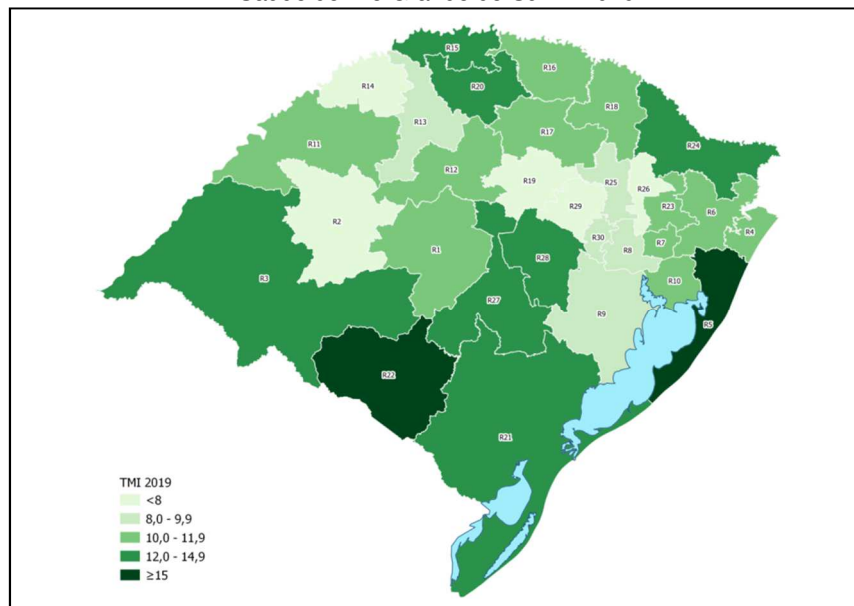 R15
R16
R20
R14
R18
R13
R17
R11
R24
R12
R19
R25
R26
R29
R23
R6
R2
R4
R30
R8
R7
R1
R28
R3
R10
R27
R9
R5
R22
R21
TMI 2019
<8
8,0 - 9,9
10,0 - 11,9
12,0 - 14,9
≥15